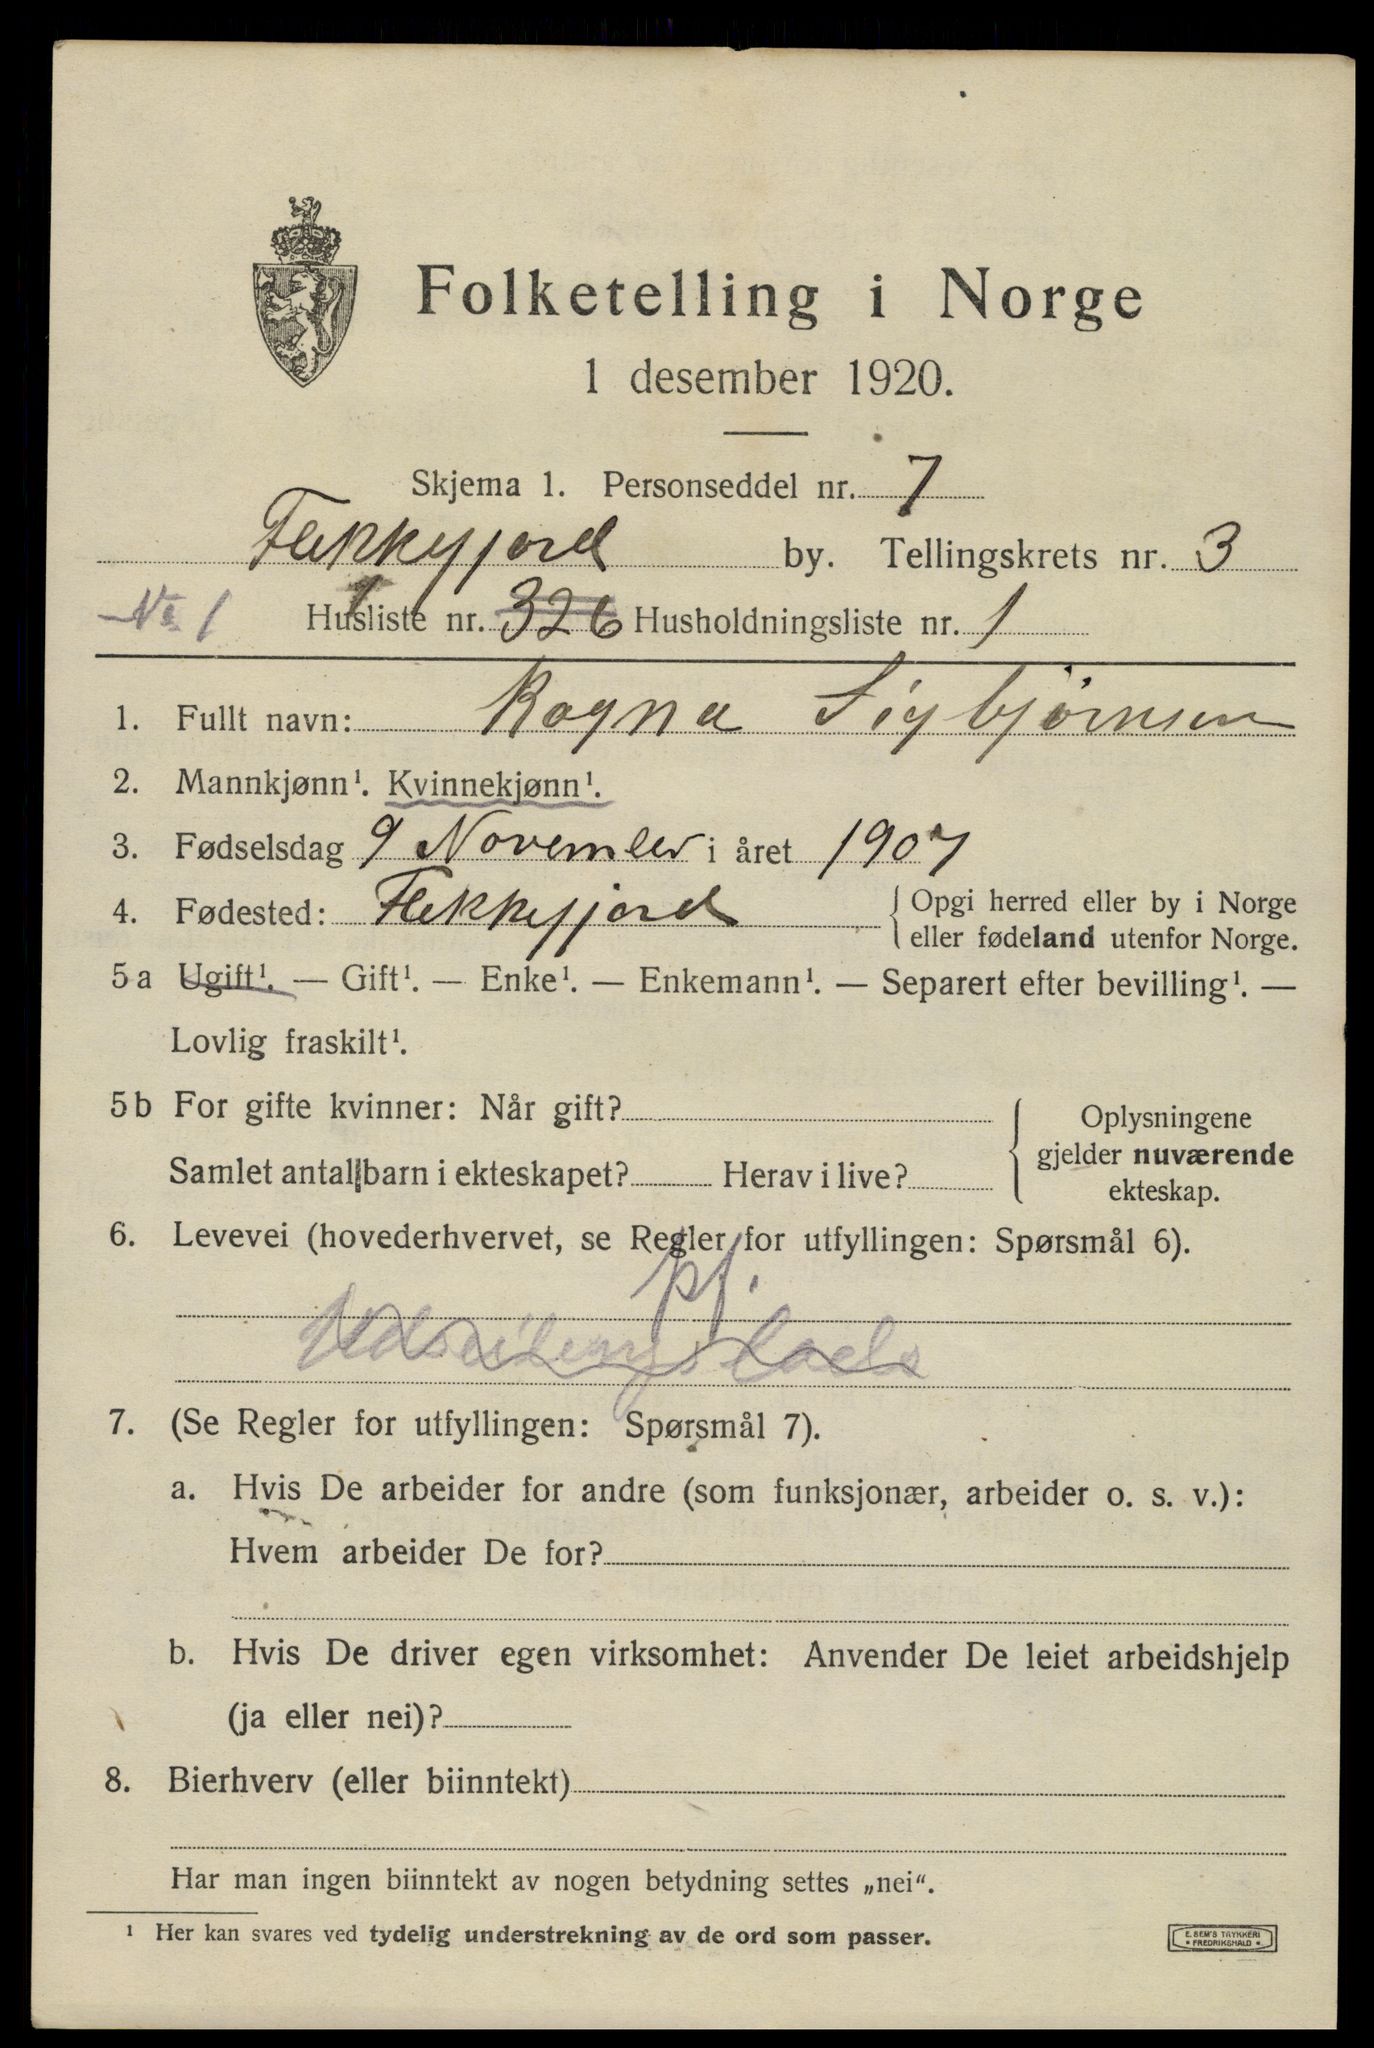 Folketelling i Norge
1 desember 1920.
Skjema 1. Personseddel nr. 7
Flekkefjord by. Tellingskrets nr. 3
No 1 Husliste nr. 326 Husholdningsliste nr. 1
1. Fullt navn: Ragna Sigbjørnsen
2. Mannkjønn¹. Kvinnekjønn¹.
3. Fødselsdag 9 November i året 1907
4. Fødested: Flekkefjord { Opgi herred eller by i Norge
eller fødeland utenfor Norge.
5a Ugift¹. — Gift¹. — Enke¹. — Enkemann¹. — Separert efter bevilling¹. —
Lovlig fraskilt¹.
5b For gifte kvinner: Når gift?
Samlet antal barn i ekteskapet? Herav i live?
{ Oplysningene
gjelder nuværende
ekteskap.
6. Levevei (hovederhvervet, se Regler for utfyllingen: Spørsmål 6).
7. (Se Regler for utfyllingen: Spørsmål 7).
a. Hvis De arbeider for andre (som funksjonær, arbeider o. s. v.):
Hvem arbeider De for?
b. Hvis De driver egen virksomhet: Anvender De leiet arbeidshjelp
(ja eller nei)?
8. Bierhverv (eller biinntekt)
Har man ingen biinntekt av nogen betydning settes „nei“.
¹ Her kan svares ved tydelig understrekning av de ord som passer.
E. SEM'S TRYKKERI
• FREDRIKSHALD •